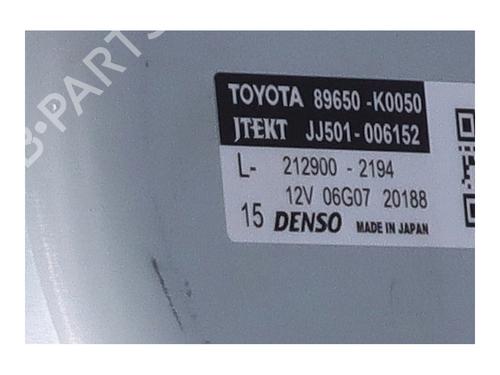 B-PARTS
TOYOTA 89650-K0050
JTEKT JJ501-006152
L- 212900-2194
12V 06G07 20188
15 DENSO MADE IN JAPAN